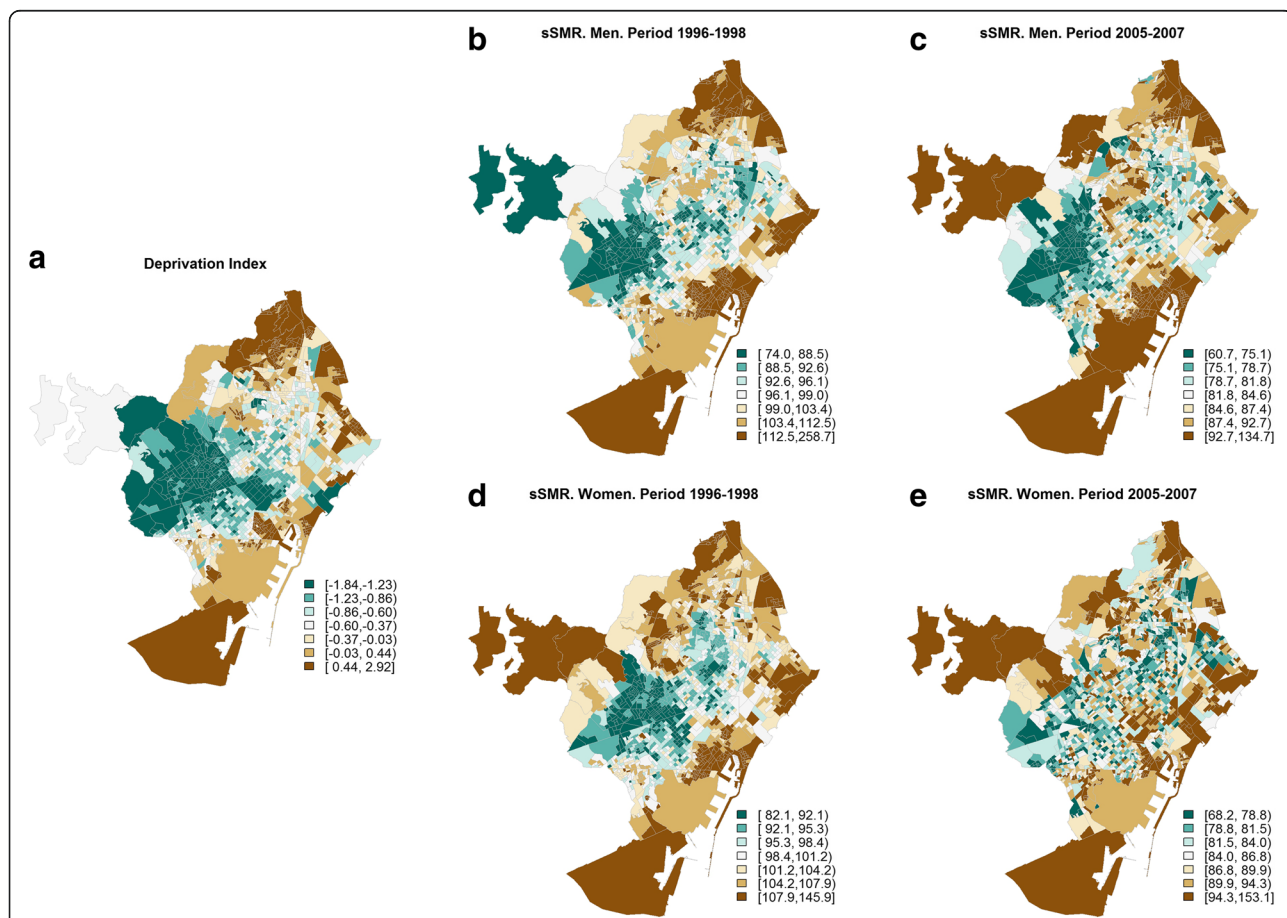 a
Deprivation Index
[-1.84,-1.23)
[-1.23,-0.86)
[-0.86,-0.60)
[-0.60,-0.37)
[-0.37,-0.03)
[-0.03, 0.44)
[ 0.44, 2.92]
b
sSMR. Men. Period 1996-1998
[ 74.0, 88.5)
[ 88.5, 92.6)
[ 92.6, 96.1)
[ 96.1, 99.0)
[ 99.0,103.4)
[103.4,112.5)
[112.5,258.7]
c
sSMR. Men. Period 2005-2007
[60.7, 75.1)
[75.1, 78.7)
[78.7, 81.8)
[81.8, 84.6)
[84.6, 87.4)
[87.4, 92.7)
[92.7,134.7]
d
sSMR. Women. Period 1996-1998
[ 82.1, 92.1)
[ 92.1, 95.3)
[ 95.3, 98.4)
[ 98.4,101.2)
[101.2,104.2)
[104.2,107.9)
[107.9,145.9]
e
sSMR. Women. Period 2005-2007
[68.2, 78.8)
[78.8, 81.5)
[81.5, 84.0)
[84.0, 86.8)
[86.8, 89.9)
[89.9, 94.3)
[94.3,153.1]